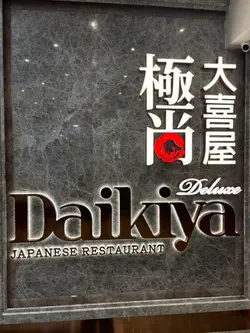 極尚
大喜屋
Deluxe
Daikiya
JAPANESE RESTAURANT